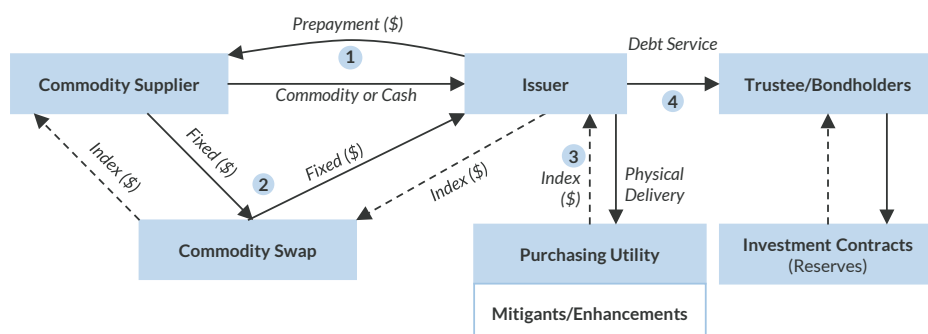 Prepayment ($)
1
Debt Service
Commodity Supplier
Issuer
Trustee/Bondholders
Commodity or Cash
4
Fixed ($)
Fixed ($)
Index ($)
Index ($)
2
3
Index
($)
Physical
Delivery
Commodity Swap
Purchasing Utility
Investment Contracts
(Reserves)
Mitigants/Enhancements